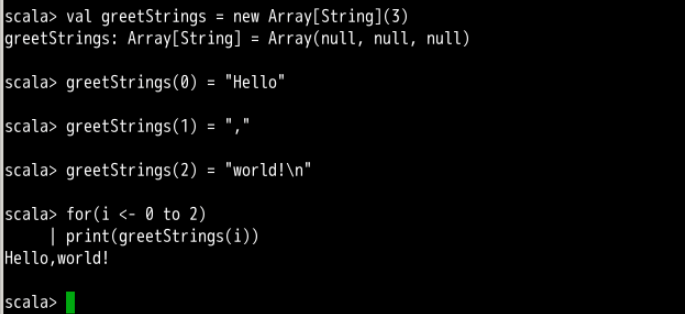 scala> val greetStrings = new Array[String](3)
greetStrings: Array[String] = Array(null, null, null)
scala> greetStrings(0) = "Hello"
scala> greetStrings(1) = ","
scala> greetStrings(2) = "world!\n"
scala> for(i <- 0 to 2)
     | print(greetStrings(i))
Hello,world!
scala>